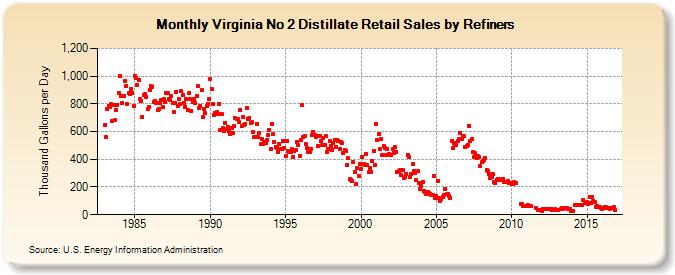 Monthly Virginia No 2 Distillate Retail Sales by Refiners
Thousand Gallons per Day
1,200
1,000
800
600
400
200
0
1985 1990 1995 2000 2005 2010 2015
Source: U.S. Energy Information Administration